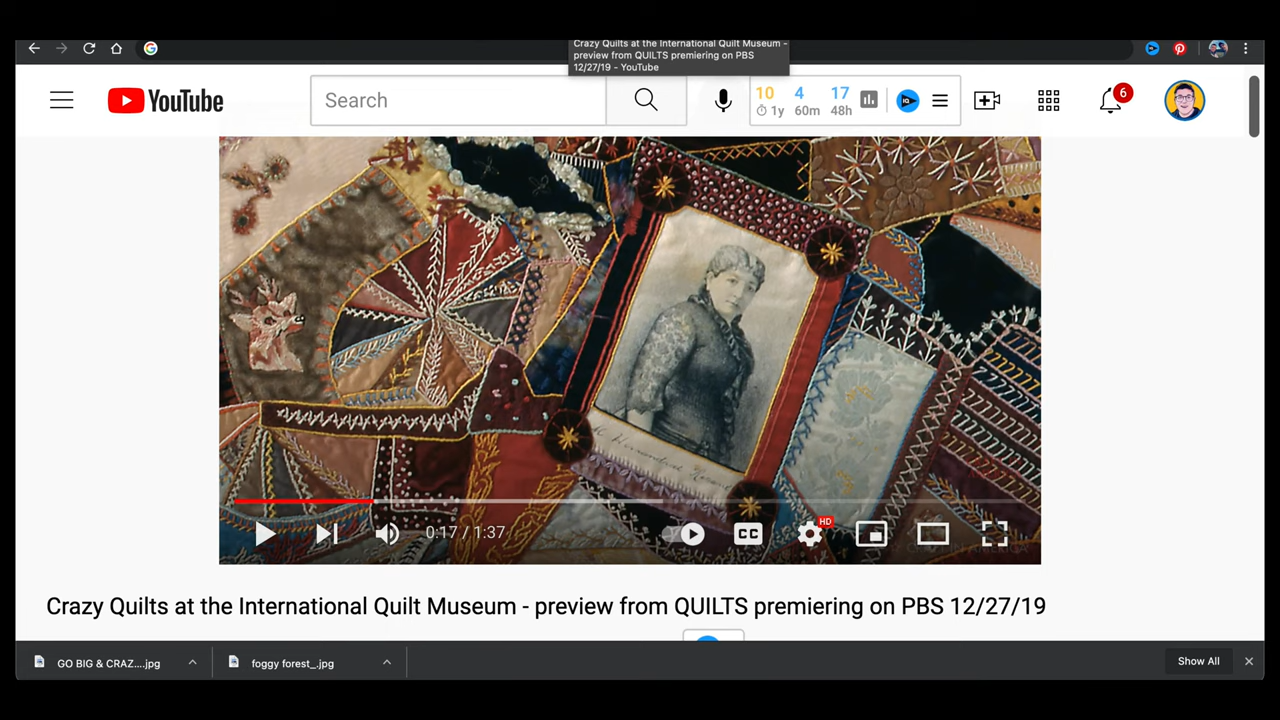 Crazy Quilts at the International Quilt Museum -
preview from QUILTS premiering on PBS
12/27/19 - YouTube
YouTube
Search
10 4 17
1y 60m 48h
IQ
6
0:17 / 1:37
CC
HD
Crazy Quilts at the International Quilt Museum - preview from QUILTS premiering on PBS 12/27/19
GO BIG & CRAZ....jpg
foggy forest_.jpg
Show All